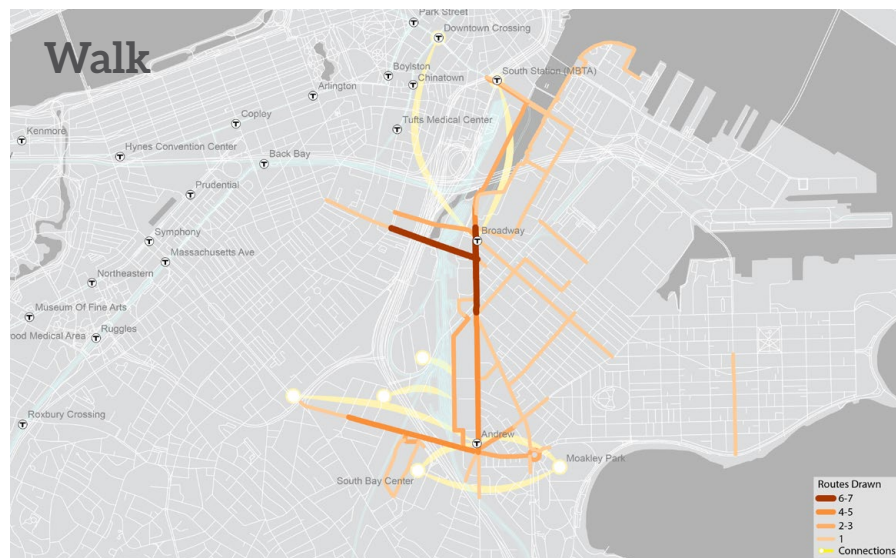 Walk
Park Street
Downtown Crossing
Boylston
South Station (MBTA)
Chinatown
Arlington
Copley
Tufts Medical Center
Kenmore
Hynes Convention Center
Back Bay
Prudential
Broadway
Symphony
Massachusetts Ave
Northeastern
Museum Of Fine Arts
ood Medical Area)
Ruggles
Roxbury Crossing
Andrew
Moakley Park
South Bay Center
Routes Drawn
6-7
4-5
2-3
1
Connections